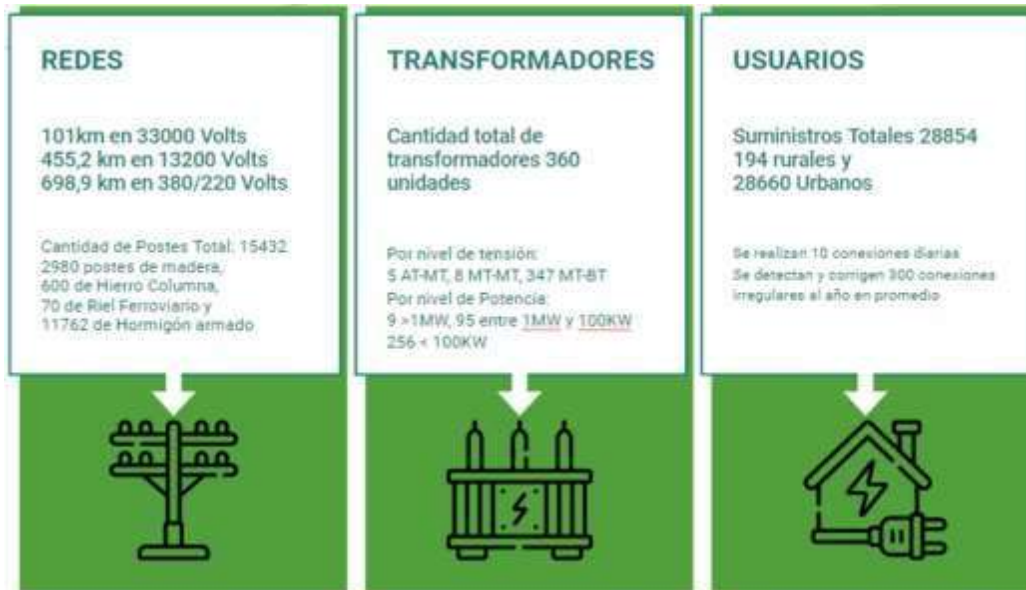 REDES
101km en 33000 Volts
455,2 km en 13200 Volts
698,9 km en 380/220 Volts
Cantidad de Postes Total: 15432
2980 postes de madera,
600 de Hierro Columna,
70 de Riel Ferroviario y
11762 de Hormigón armado
TRANSFORMADORES
Cantidad total de
transformadores 360
unidades
Por nivel de tensión:
5 AT-MT, 8 MT-MT, 347 MT-BT
Por nivel de Potencia:
9 >1MW, 95 entre 1MW y 100KW
256 < 100KW
USUARIOS
Suministros Totales 28854
194 rurales y
28660 Urbanos
Se realizan 10 conexiones diarias
Se detectan y corrigen 300 conexiones
irregulares al año en promedio